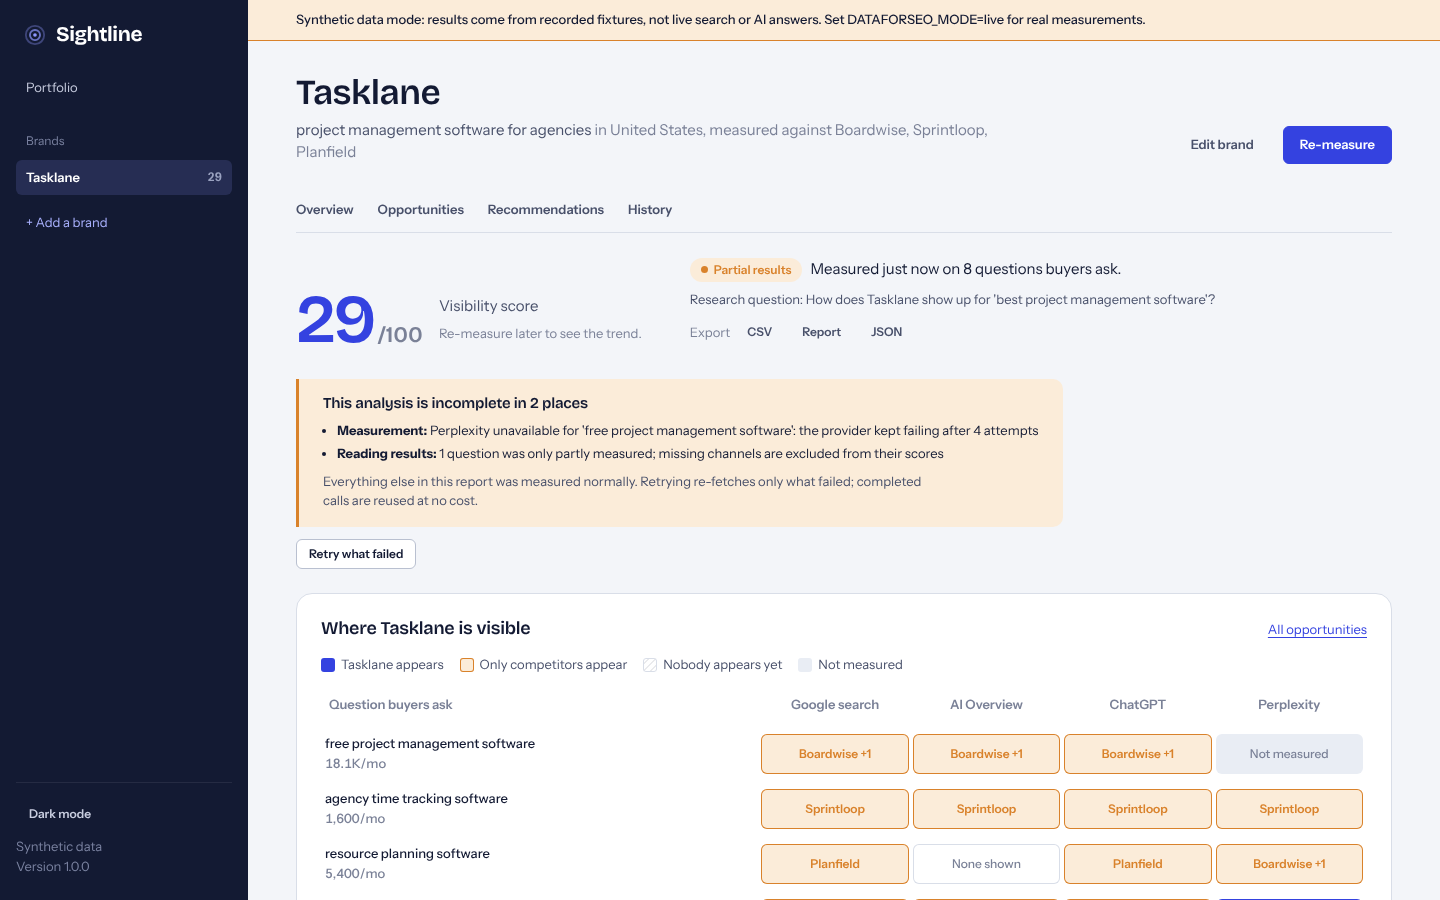 Sightline
Portfolio
Brands
Tasklane 29
+ Add a brand
Dark mode
Synthetic data
Version 1.0.0
Synthetic data mode: results come from recorded fixtures, not live search or AI answers. Set DATAFORSEO_MODE=live for real measurements.
Tasklane
project management software for agencies in United States, measured against Boardwise, Sprintloop,
Planfield
Edit brand
Re-measure
Overview Opportunities Recommendations History
29/100
Visibility score
Re-measure later to see the trend.
Partial results Measured just now on 8 questions buyers ask.
Research question: How does Tasklane show up for 'best project management software'?
Export CSV Report JSON
This analysis is incomplete in 2 places
• Measurement: Perplexity unavailable for 'free project management software': the provider kept failing after 4 attempts
• Reading results: 1 question was only partly measured; missing channels are excluded from their scores
Everything else in this report was measured normally. Retrying re-fetches only what failed; completed
calls are reused at no cost.
Retry what failed
Where Tasklane is visible
All opportunities
Tasklane appears Only competitors appear Nobody appears yet Not measured
Question buyers ask Google search AI Overview ChatGPT Perplexity
free project management software
18.1K/mo
Boardwise +1 Boardwise +1 Boardwise +1 Not measured
agency time tracking software
1,600/mo
Sprintloop Sprintloop Sprintloop Sprintloop
resource planning software
5,400/mo
Planfield None shown Planfield Boardwise +1